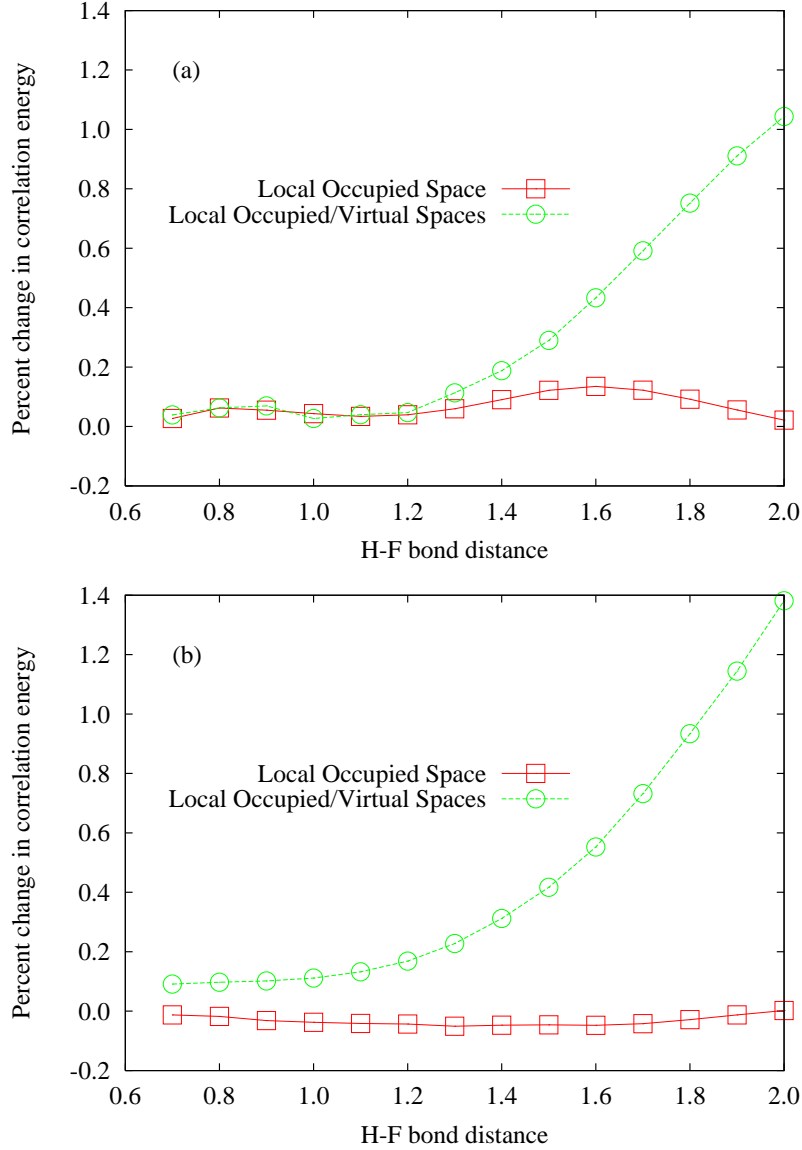 1.4
1.2
(a)
1.0
0.8
Local Occupied Space
Local Occupied/Virtual Spaces
0.6
0.4
0.2
0.0
-0.2
Percent change in correlation energy
0.6 0.8 1.0 1.2 1.4 1.6 1.8 2.0
H-F bond distance
1.4
1.2
(b)
1.0
0.8
Local Occupied Space
Local Occupied/Virtual Spaces
0.6
0.4
0.2
0.0
-0.2
Percent change in correlation energy
0.6 0.8 1.0 1.2 1.4 1.6 1.8 2.0
H-F bond distance